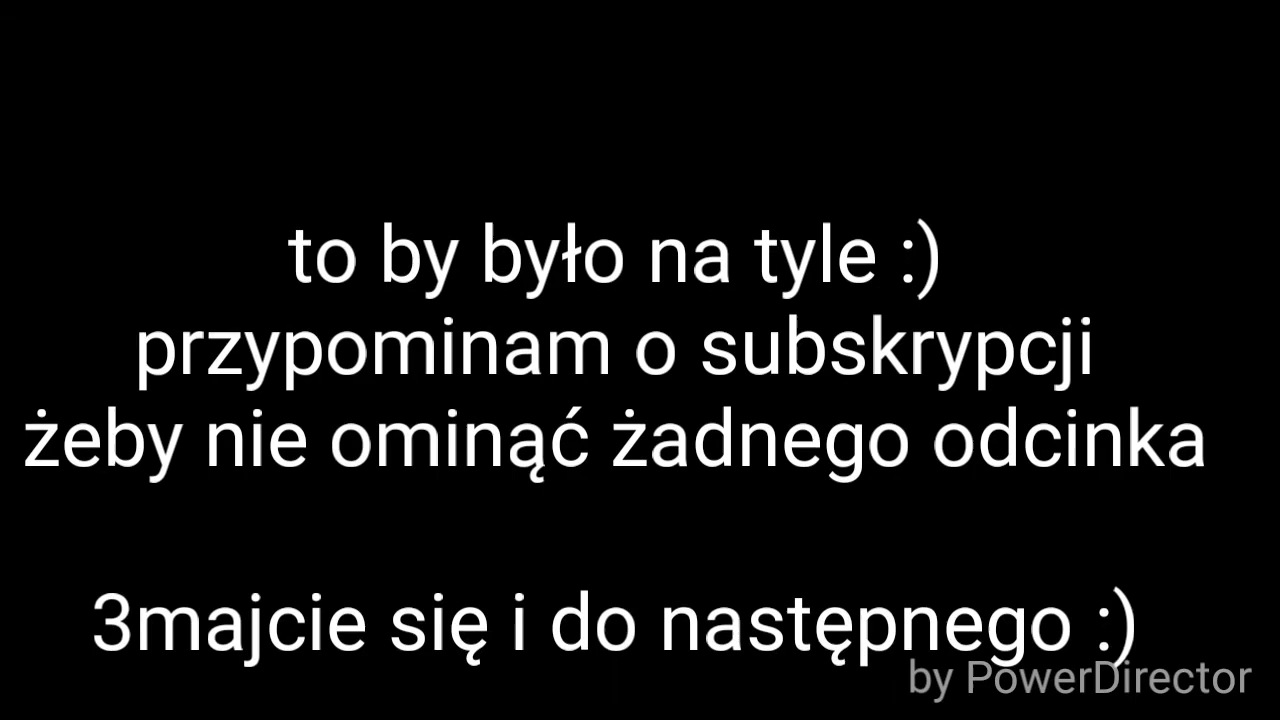 to by było na tyle :)
przypominam o subskrypcji
żeby nie ominąć żadnego odcinka
3majcie się i do następnego :)
by PowerDirector